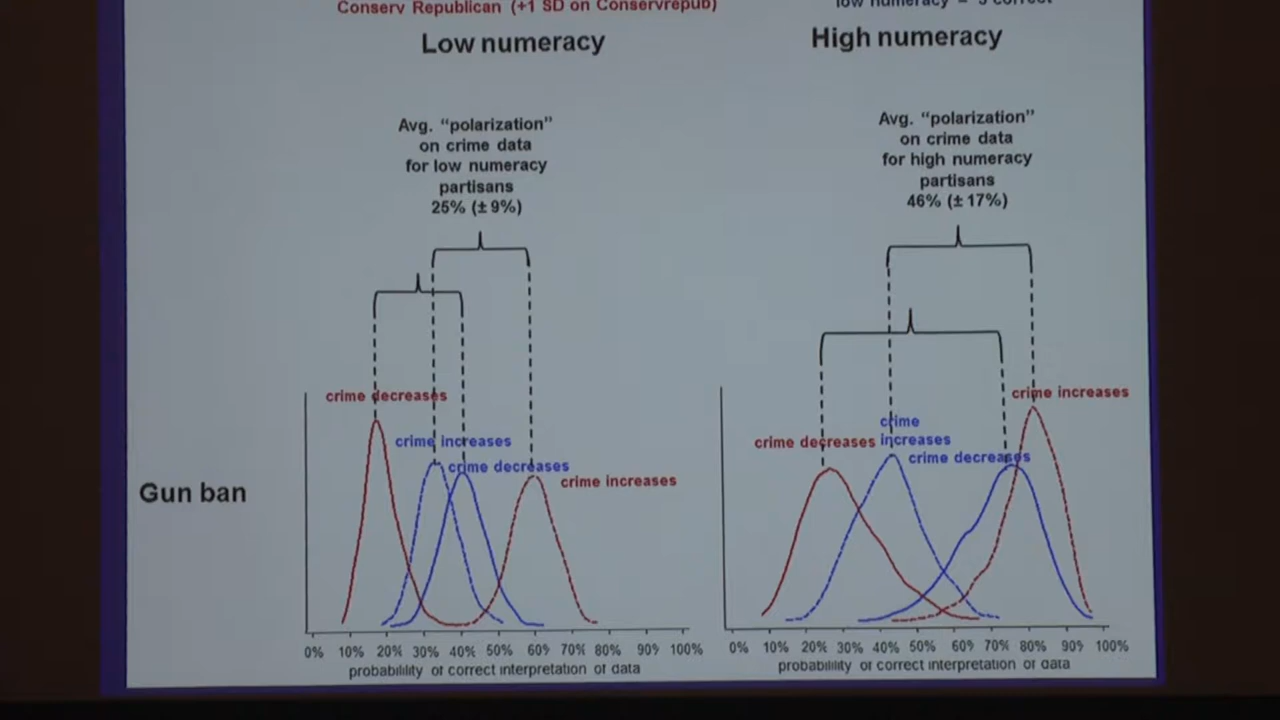 Conserv Republican (+1 SD on Conservrepub)
low numeracy = 3 correct
Low numeracy
High numeracy
Avg. "polarization"
on crime data
for low numeracy
partisans
25% (± 9%)
Avg. "polarization"
on crime data
for high numeracy
partisans
46% (± 17%)
crime decreases
crime increases
crime decreases
crime increases
crime increases
crime
increases
crime decreases
crime decreases
Gun ban
0% 10% 20% 30% 40% 50% 60% 70% 80% 90% 100%
probability of correct interpretation of data
0% 10% 20% 30% 40% 50% 60% 70% 80% 90% 100%
probability of correct interpretation of data